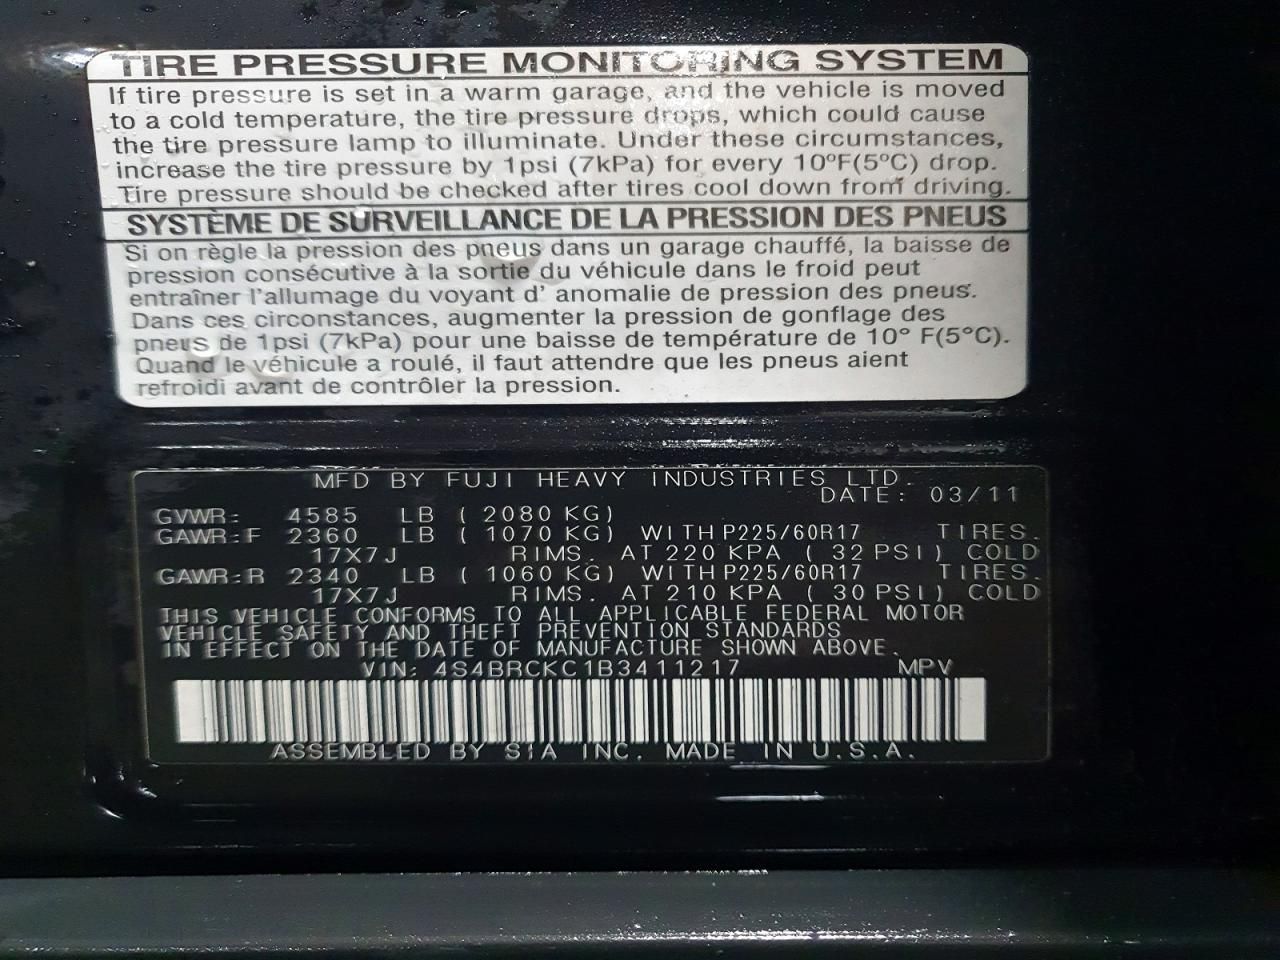 TIRE PRESSURE MONITORING SYSTEM
If tire pressure is set in a warm garage, and the vehicle is moved
to a cold temperature, the tire pressure drops, which could cause
the tire pressure lamp to illuminate. Under these circumstances,
increase the tire pressure by 1psi (7kPa) for every 10ºF(5ºC) drop.
Tire pressure should be checked after tires cool down from driving.
SYSTÈME DE SURVEILLANCE DE LA PRESSION DES PNEUS
Si on règle la pression des pneus dans un garage chauffé, la baisse de
pression consécutive à la sortie du véhicule dans le froid peut
entraîner l'allumage du voyant d' anomalie de pression des pneus.
Dans ces circonstances, augmenter la pression de gonflage des
pneus de 1psi (7kPa) pour une baisse de température de 10° F(5°C).
Quand le véhicule a roulé, il faut attendre que les pneus aient
refroidi avant de contrôler la pression.
MFD BY FUJI HEAVY INDUSTRIES LTD.
DATE: 03/11
GVWR: 4585 LB ( 2080 KG)
GAWR:F 2360 LB ( 1070 KG) WITH P225/60R17 TIRES.
17X7J RIMS. AT 220 KPA ( 32 PSI) COLD
GAWR:R 2340 LB ( 1060 KG) WITH P225/60R17 TIRES.
17X7J RIMS. AT 210 KPA ( 30 PSI) COLD
THIS VEHICLE CONFORMS TO ALL APPLICABLE FEDERAL MOTOR
VEHICLE SAFETY AND THEFT PREVENTION STANDARDS
IN EFFECT ON THE DATE OF MANUFACTURE SHOWN ABOVE.
VIN: 4S4BRCKC1B3411217 MPV
ASSEMBLED BY SIA INC. MADE IN U.S.A.